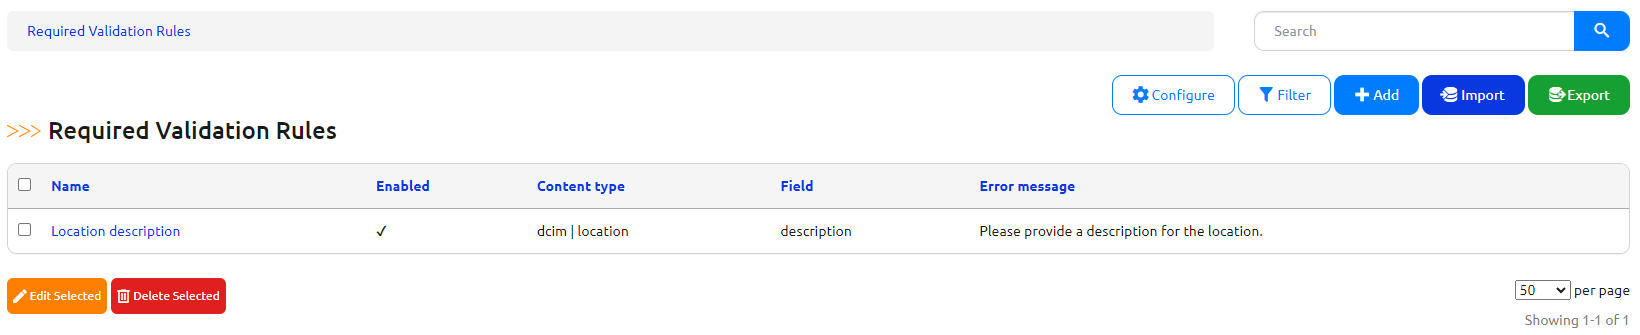 Required Validation Rules
Search
Configure Filter Add Import Export
>>> Required Validation Rules
Name Enabled Content type Field Error message
Location description ✓ dcim | location description Please provide a description for the location.
Edit Selected Delete Selected
50 per page
Showing 1-1 of 1